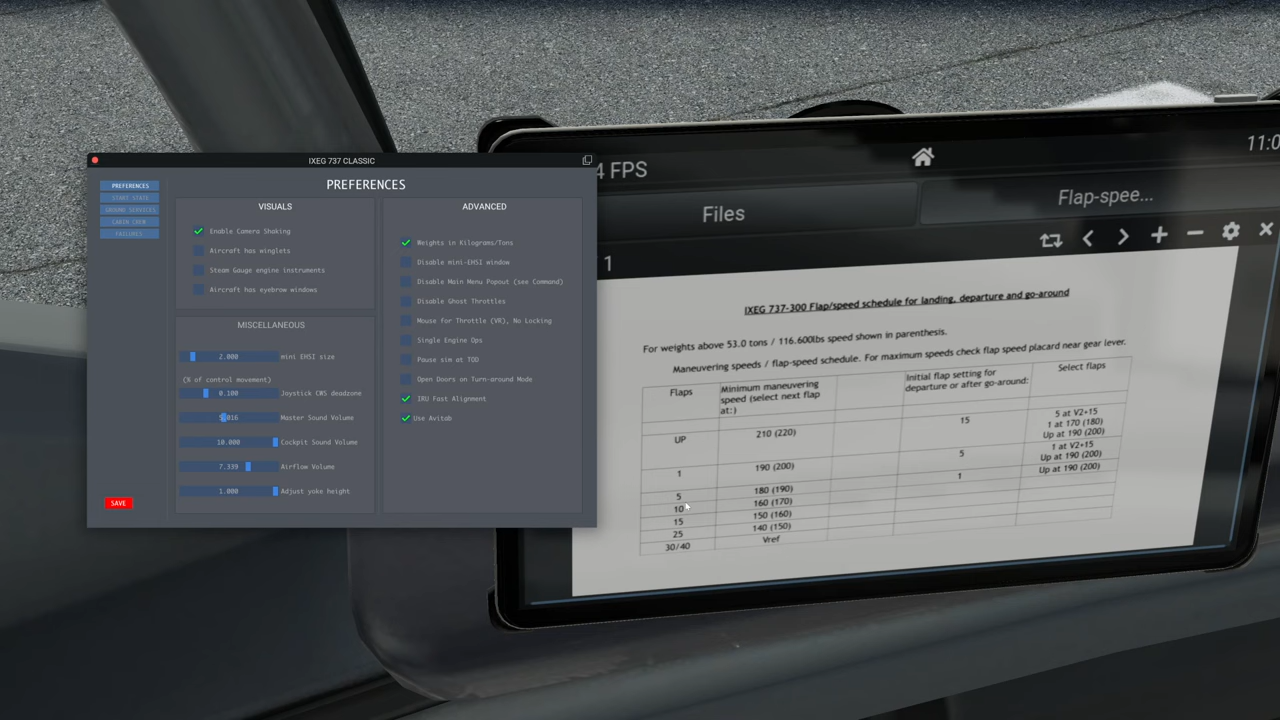 IXEG 737 CLASSIC
PREFERENCES
PREFERENCES
START STATE
GROUND SERVICES
CABIN CREW
FAILURES
SAVE
VISUALS
Enable Camera Shaking
Aircraft has winglets
Steam Gauge engine instruments
Aircraft has eyebrow windows
MISCELLANEOUS
2.000 mini EHSI size
(% of control movement)
0.100 Joystick CWS deadzone
5.016 Master Sound Volume
10.000 Cockpit Sound Volume
7.339 Airflow Volume
1.000 Adjust yoke height
ADVANCED
Weights in Kilograms/Tons
Disable mini-EHSI window
Disable Main Menu Popout (see Command)
Disable Ghost Throttles
Mouse for Throttle (VR), No Locking
Single Engine Ops
Pause sim at TOD
Open Doors on Turn-around Mode
IRU Fast Alignment
Use Avitab
4 FPS
11:0
Files
Flap-spee...
1
IXEG 737-300 Flap/speed schedule for landing, departure and go-around
For weights above 53.0 tons / 116.600lbs speed shown in parenthesis.
Maneuvering speeds / flap-speed schedule. For maximum speeds check flap speed placard near gear lever.
Flaps
Minimum maneuvering
speed (select next flap
at:)
Initial flap setting for
departure or after go-around:
Select flaps
UP
210 (220)
15
5 at V2+15
1 at 170 (180)
Up at 190 (200)
1
190 (200)
5
1 at V2+15
Up at 190 (200)
5
180 (190)
1
Up at 190 (200)
10
160 (170)
15
150 (160)
25
140 (150)
30/40
Vref